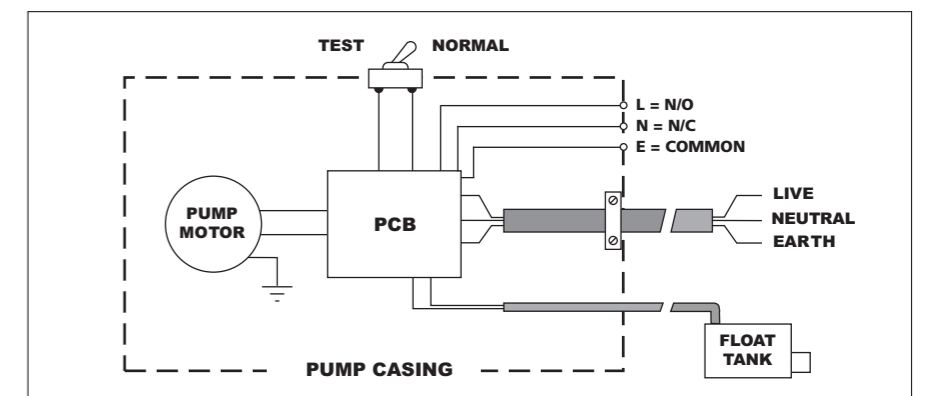 TEST NORMAL
L = N/O
N = N/C
E = COMMON
LIVE
PUMP MOTOR
PCB
NEUTRAL
EARTH
FLOAT TANK
PUMP CASING